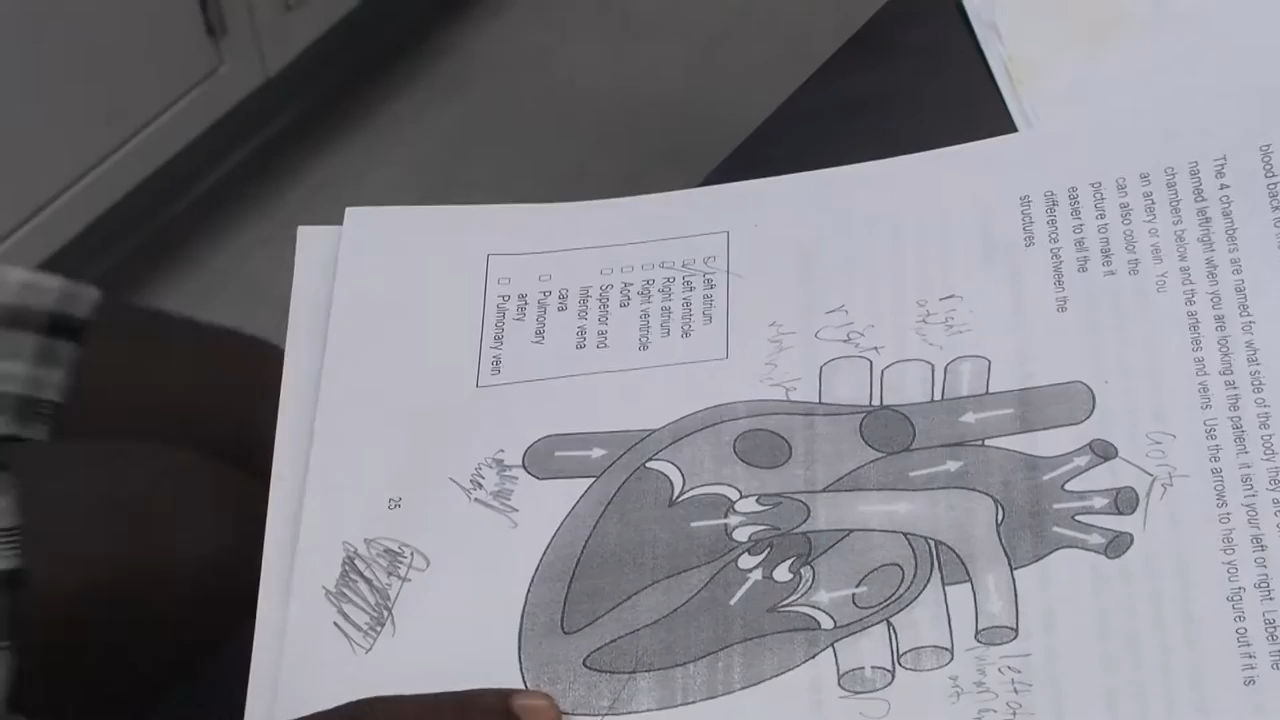 blood back to
The 4 chambers are named for what side of the body they are
named left/right when you are looking at the patient, it isn't your left or right. Label the
chambers below and the arteries and veins. Use the arrows to help you figure out if it is
an artery or vein. You
can also color the
picture to make it
easier to tell the
difference between the
structures
Aorta
right
right
left
☑ Left atrium
☑ Left ventricle
☑ Right atrium
☐ Right ventricle
☐ Aorta
☐ Superior and
Inferior vena
cava
☐ Pulmonary
artery
☐ Pulmonary vein
25